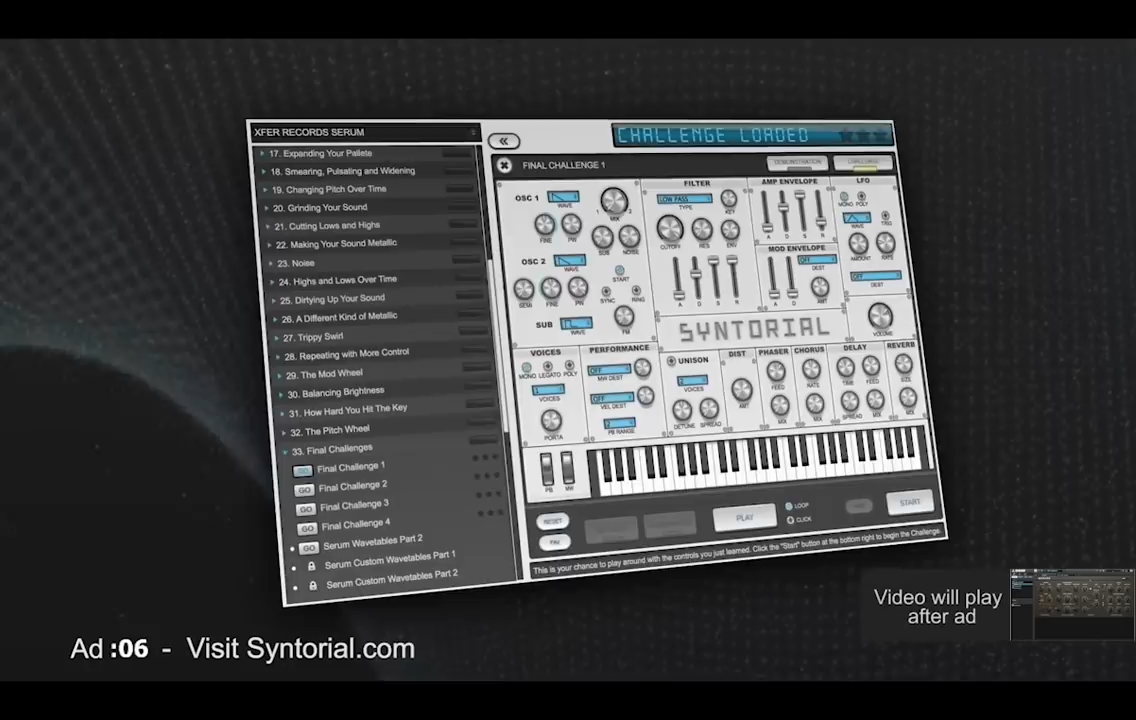 XFER RECORDS SERUM
17. Expanding Your Pallete
18. Smearing, Pulsating and Widening
19. Changing Pitch Over Time
20. Grinding Your Sound
21. Cutting Lows and Highs
22. Making Your Sound Metallic
23. Noise
24. Highs and Lows Over Time
25. Dirtying Up Your Sound
26. A Different Kind of Metallic
27. Trippy Swirl
28. Repeating with More Control
29. The Mod Wheel
30. Balancing Brightness
31. How Hard You Hit The Key
32. The Pitch Wheel
33. Final Challenges
GO Final Challenge 1
GO Final Challenge 2
GO Final Challenge 3
GO Final Challenge 4
GO Serum Wavetables Part 2
Serum Custom Wavetables Part 1
Serum Custom Wavetables Part 2
«
CHALLENGE LOADED
FINAL CHALLENGE 1
DEMONSTRATION
CHALLENGE
OSC 1
WAVE
1 2
MIX
FINE PW
SUB NOISE
OSC 2
WAVE
SEMI FINE PW
START
SYNC RING
SUB
WAVE
FM
FILTER
LOW PASS
TYPE
KEY
CUTOFF RES ENV
A D S R
AMP ENVELOPE
A D S R
MOD ENVELOPE
OFF
DEST
A D AMT
LFO
MONO POLY
WAVE TRIG
AMOUNT RATE
OFF
DEST
VOLUME
SYNTORIAL
VOICES
MONO LEGATO POLY
1
VOICES
PORTA
PERFORMANCE
OFF
MW DEST
OFF
VEL DEST
2
PB RANGE
UNISON
2
VOICES
DETUNE SPREAD
DIST
AMT
PHASER
FEED
MIX
CHORUS
RATE
MIX
DELAY
TIME FEED
SPREAD MIX
REVERB
SIZE
MIX
PB MW
RESET
FAV
PLAY
LOOP
CLICK
START
This is your chance to play around with the controls you just learned. Click the "Start" button at the bottom right to begin the Challenge.
Video will play
after ad
Ad :06 - Visit Syntorial.com